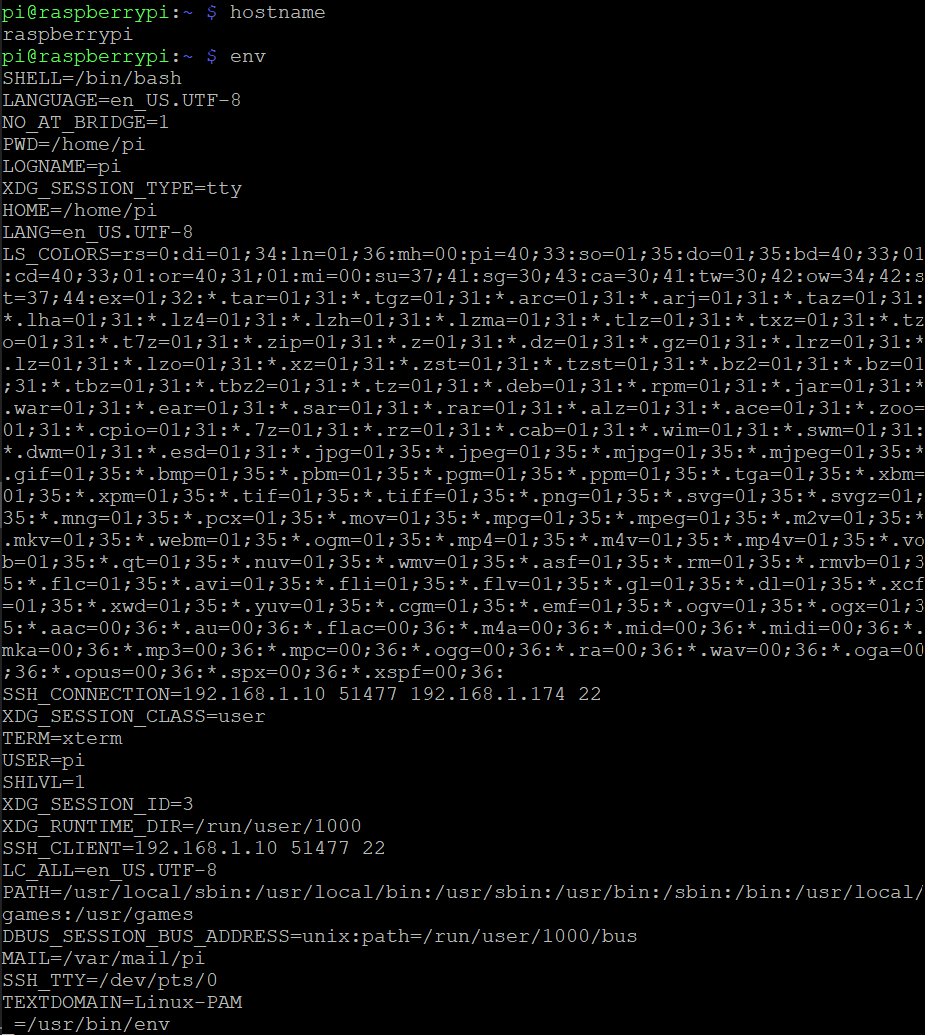 pi@raspberrypi:~ $ hostname
raspberrypi
pi@raspberrypi:~ $ env
SHELL=/bin/bash
LANGUAGE=en_US.UTF-8
NO_AT_BRIDGE=1
PWD=/home/pi
LOGNAME=pi
XDG_SESSION_TYPE=tty
HOME=/home/pi
LANG=en_US.UTF-8
LS_COLORS=rs=0:di=01;34:ln=01;36:mh=00:pi=40;33:so=01;35:do=01;35:bd=40;33;01
:cd=40;33;01:or=40;31;01:mi=00:su=37;41:sg=30;43:ca=30;41:tw=30;42:ow=34;42:s
t=37;44:ex=01;32:*.tar=01;31:*.tgz=01;31:*.arc=01;31:*.arj=01;31:*.taz=01;31:
*.lha=01;31:*.lz4=01;31:*.lzh=01;31:*.lzma=01;31:*.tlz=01;31:*.txz=01;31:*.tz
o=01;31:*.t7z=01;31:*.zip=01;31:*.z=01;31:*.dz=01;31:*.gz=01;31:*.lrz=01;31:*
.lz=01;31:*.lzo=01;31:*.xz=01;31:*.zst=01;31:*.tzst=01;31:*.bz2=01;31:*.bz=01
;31:*.tbz=01;31:*.tbz2=01;31:*.tz=01;31:*.deb=01;31:*.rpm=01;31:*.jar=01;31:*
.war=01;31:*.ear=01;31:*.sar=01;31:*.rar=01;31:*.alz=01;31:*.ace=01;31:*.zoo=
01;31:*.cpio=01;31:*.7z=01;31:*.rz=01;31:*.cab=01;31:*.wim=01;31:*.swm=01;31:
*.dwm=01;31:*.esd=01;31:*.jpg=01;35:*.jpeg=01;35:*.mjpg=01;35:*.mjpeg=01;35:*
.gif=01;35:*.bmp=01;35:*.pbm=01;35:*.pgm=01;35:*.ppm=01;35:*.tga=01;35:*.xbm=
01;35:*.xpm=01;35:*.tif=01;35:*.tiff=01;35:*.png=01;35:*.svg=01;35:*.svgz=01;
35:*.mng=01;35:*.pcx=01;35:*.mov=01;35:*.mpg=01;35:*.mpeg=01;35:*.m2v=01;35:*
.mkv=01;35:*.webm=01;35:*.ogm=01;35:*.mp4=01;35:*.m4v=01;35:*.mp4v=01;35:*.vo
b=01;35:*.qt=01;35:*.nuv=01;35:*.wmv=01;35:*.asf=01;35:*.rm=01;35:*.rmvb=01;3
5:*.flc=01;35:*.avi=01;35:*.fli=01;35:*.flv=01;35:*.gl=01;35:*.dl=01;35:*.xcf
=01;35:*.xwd=01;35:*.yuv=01;35:*.cgm=01;35:*.emf=01;35:*.ogv=01;35:*.ogx=01;3
5:*.aac=00;36:*.au=00;36:*.flac=00;36:*.m4a=00;36:*.mid=00;36:*.midi=00;36:*.
mka=00;36:*.mp3=00;36:*.mpc=00;36:*.ogg=00;36:*.ra=00;36:*.wav=00;36:*.oga=00
;36:*.opus=00;36:*.spx=00;36:*.xspf=00;36:
SSH_CONNECTION=192.168.1.10 51477 192.168.1.174 22
XDG_SESSION_CLASS=user
TERM=xterm
USER=pi
SHLVL=1
XDG_SESSION_ID=3
XDG_RUNTIME_DIR=/run/user/1000
SSH_CLIENT=192.168.1.10 51477 22
LC_ALL=en_US.UTF-8
PATH=/usr/local/sbin:/usr/local/bin:/usr/sbin:/usr/bin:/sbin:/bin:/usr/local/
games:/usr/games
DBUS_SESSION_BUS_ADDRESS=unix:path=/run/user/1000/bus
MAIL=/var/mail/pi
SSH_TTY=/dev/pts/0
TEXTDOMAIN=Linux-PAM
_=/usr/bin/env